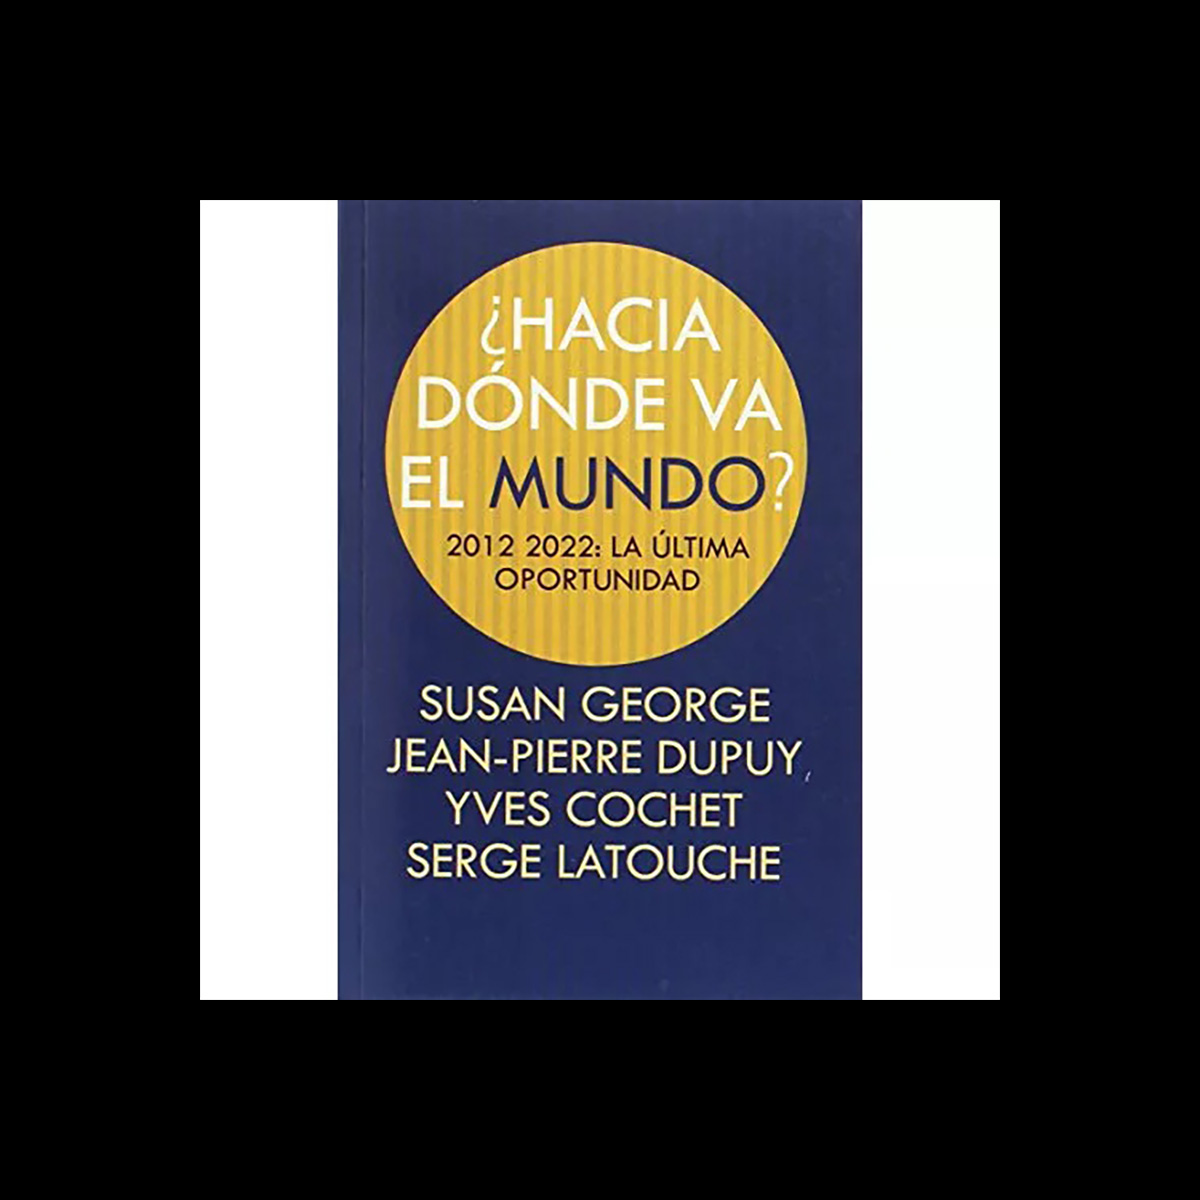 ¿HACIA
DÓNDE VA
EL MUNDO?
2012 2022: LA ÚLTIMA
OPORTUNIDAD
SUSAN GEORGE
JEAN-PIERRE DUPUY
YVES COCHET
SERGE LATOUCHE